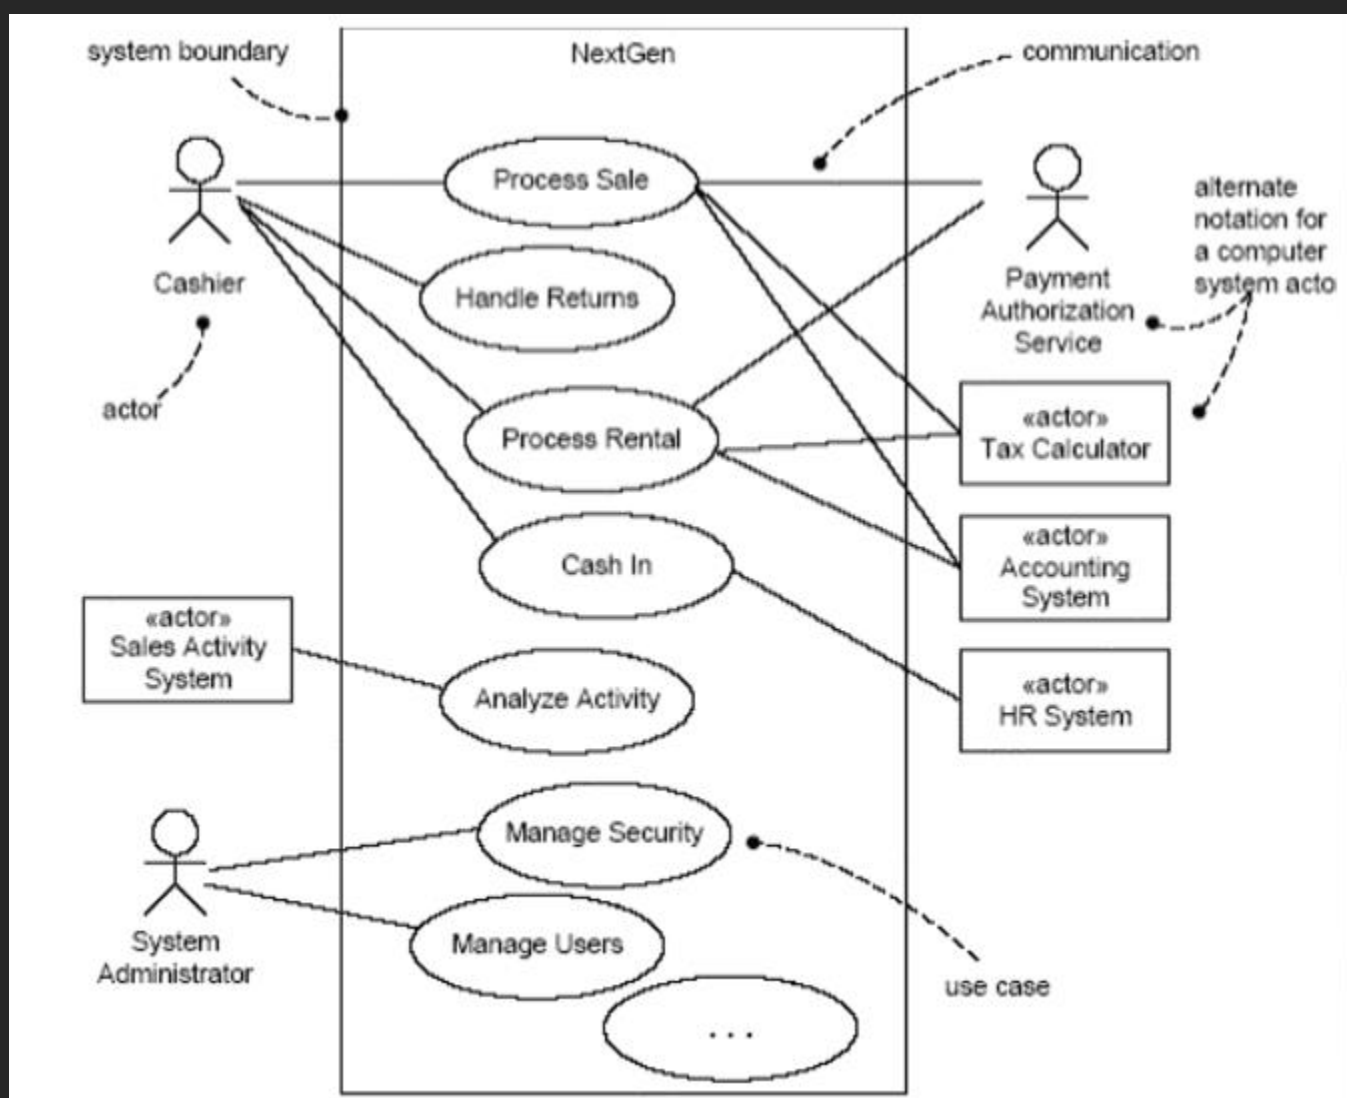 system boundary
NextGen
communication
Process Sale
alternate
notation for
a computer
system acto
Cashier
Handle Returns
Payment
Authorization
Service
actor
Process Rental
«actor»
Tax Calculator
Cash In
«actor»
Accounting
System
«actor»
Sales Activity
System
Analyze Activity
«actor»
HR System
Manage Security
System
Administrator
Manage Users
use case
. . .